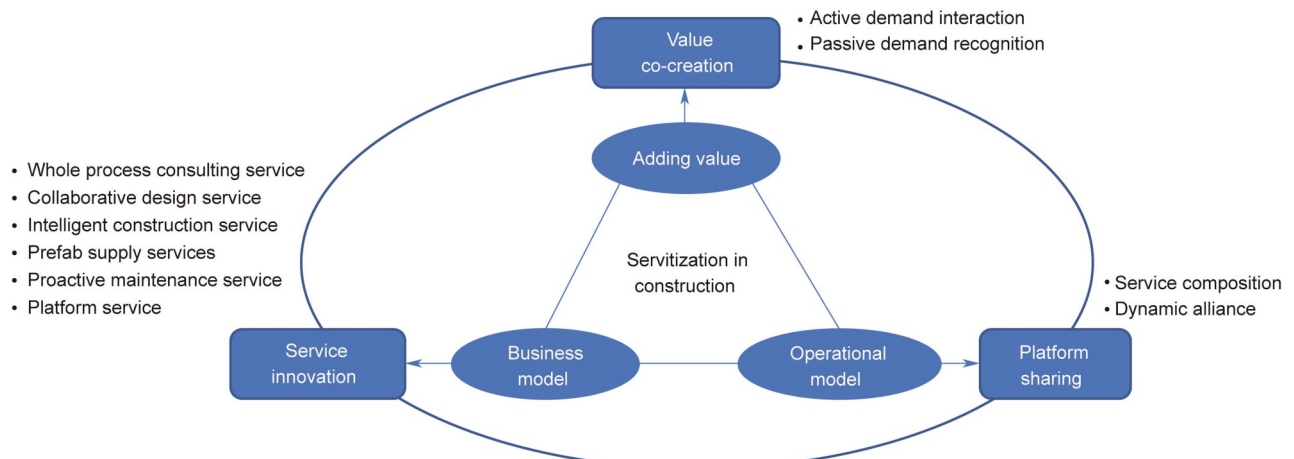 Value
co-creation
• Active demand interaction
• Passive demand recognition
Adding value
• Whole process consulting service
• Collaborative design service
• Intelligent construction service
• Prefab supply services
• Proactive maintenance service
• Platform service
Servitization in
construction
• Service composition
• Dynamic alliance
Service
innovation
Business
model
Operational
model
Platform
sharing